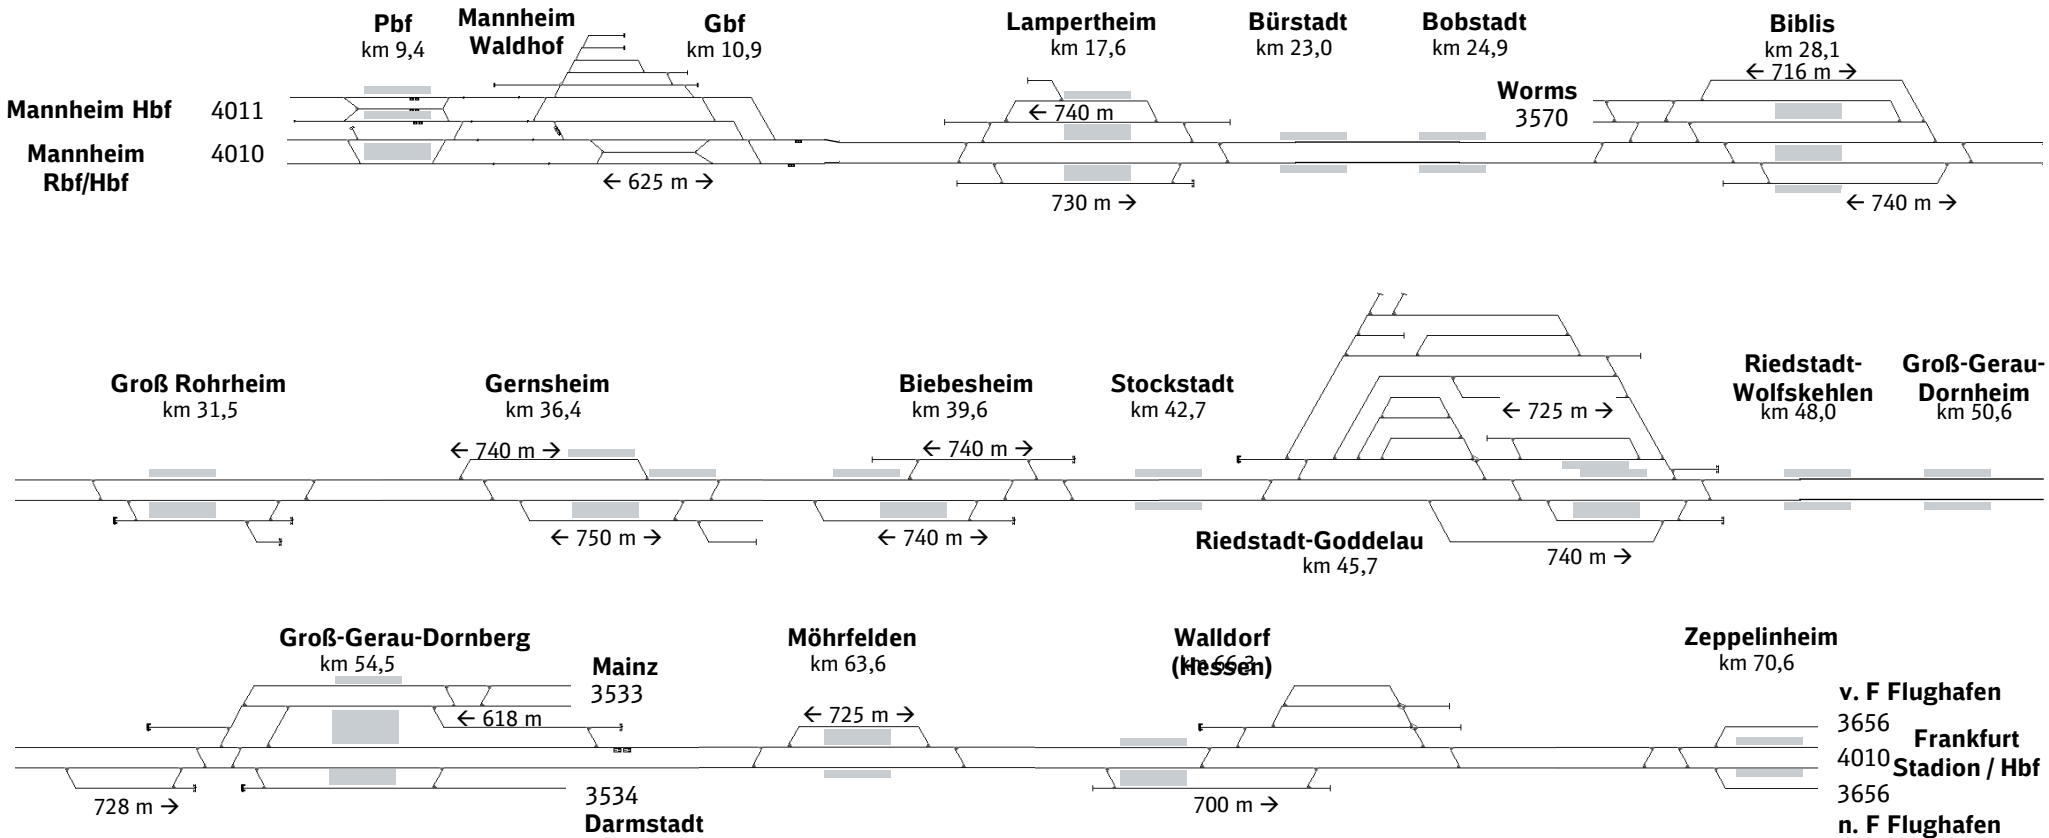 Pbf
km 9,4
Mannheim
Waldhof
Gbf
km 10,9
Lampertheim
km 17,6
Bürstadt
km 23,0
Bobstadt
km 24,9
Biblis
km 28,1
← 716 m →
Mannheim Hbf 4011
Mannheim
Rbf/Hbf
4010
← 625 m →
← 740 m
730 m →
Worms
3570
← 740 m →
Groß Rohrheim
km 31,5
Gernsheim
km 36,4
← 740 m →
← 750 m →
Biebesheim
km 39,6
← 740 m →
← 740 m →
Stockstadt
km 42,7
Riedstadt-Goddelau
km 45,7
← 725 m →
740 m →
Riedstadt-
Wolfskehlen
km 48,0
Groß-Gerau-
Dornheim
km 50,6
Groß-Gerau-Dornberg
km 54,5
Mainz
3533
← 618 m
728 m →
3534
Darmstadt
Möhrfelden
km 63,6
← 725 m →
Walldorf
(Hessen)
700 m →
Zeppelinheim
km 70,6
v. F Flughafen
3656
4010
Frankfurt
Stadion / Hbf
3656
n. F Flughafen